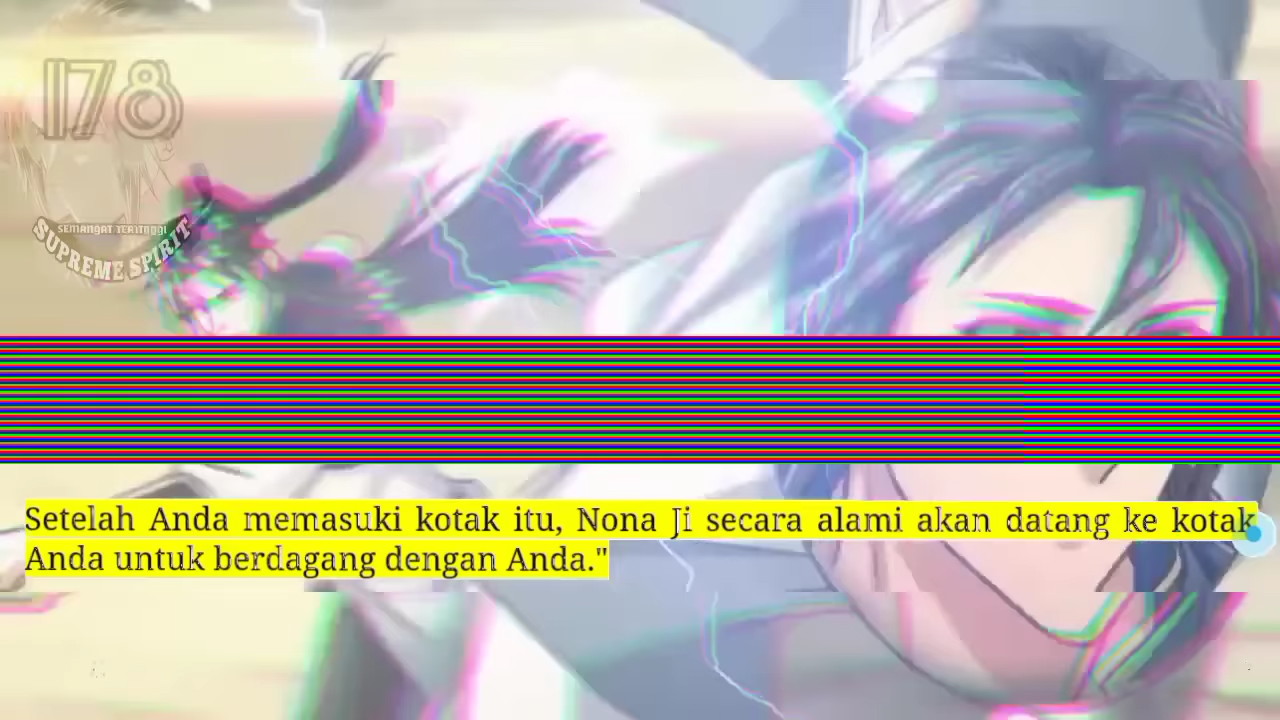 178
SEMANGAT TERTINGGI
SUPREME SPIRIT
Setelah Anda memasuki kotak itu, Nona Ji secara alami akan datang ke kotak
Anda untuk berdagang dengan Anda."